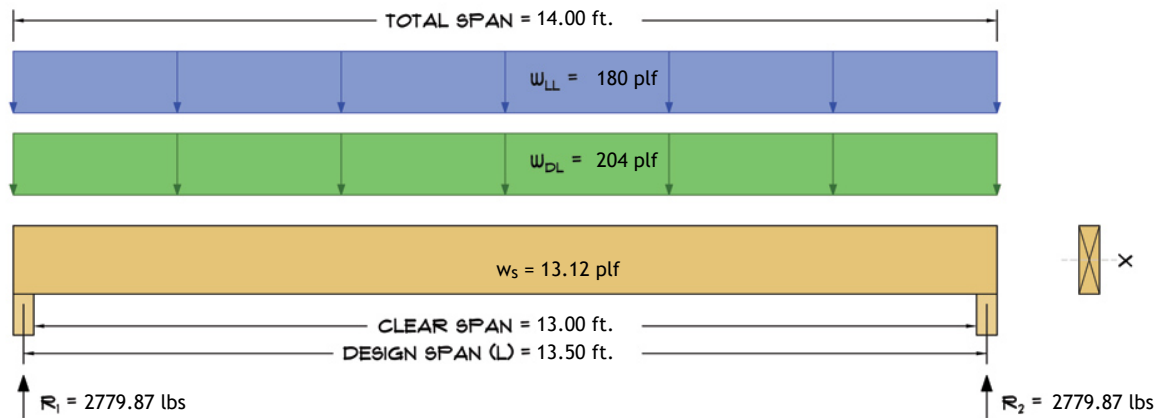 TOTAL SPAN = 14.00 ft.
WLL = 180 plf
WDL = 204 plf
ws = 13.12 plf
X
CLEAR SPAN = 13.00 ft.
DESIGN SPAN (L) = 13.50 ft.
R1 = 2779.87 lbs
R2 = 2779.87 lbs